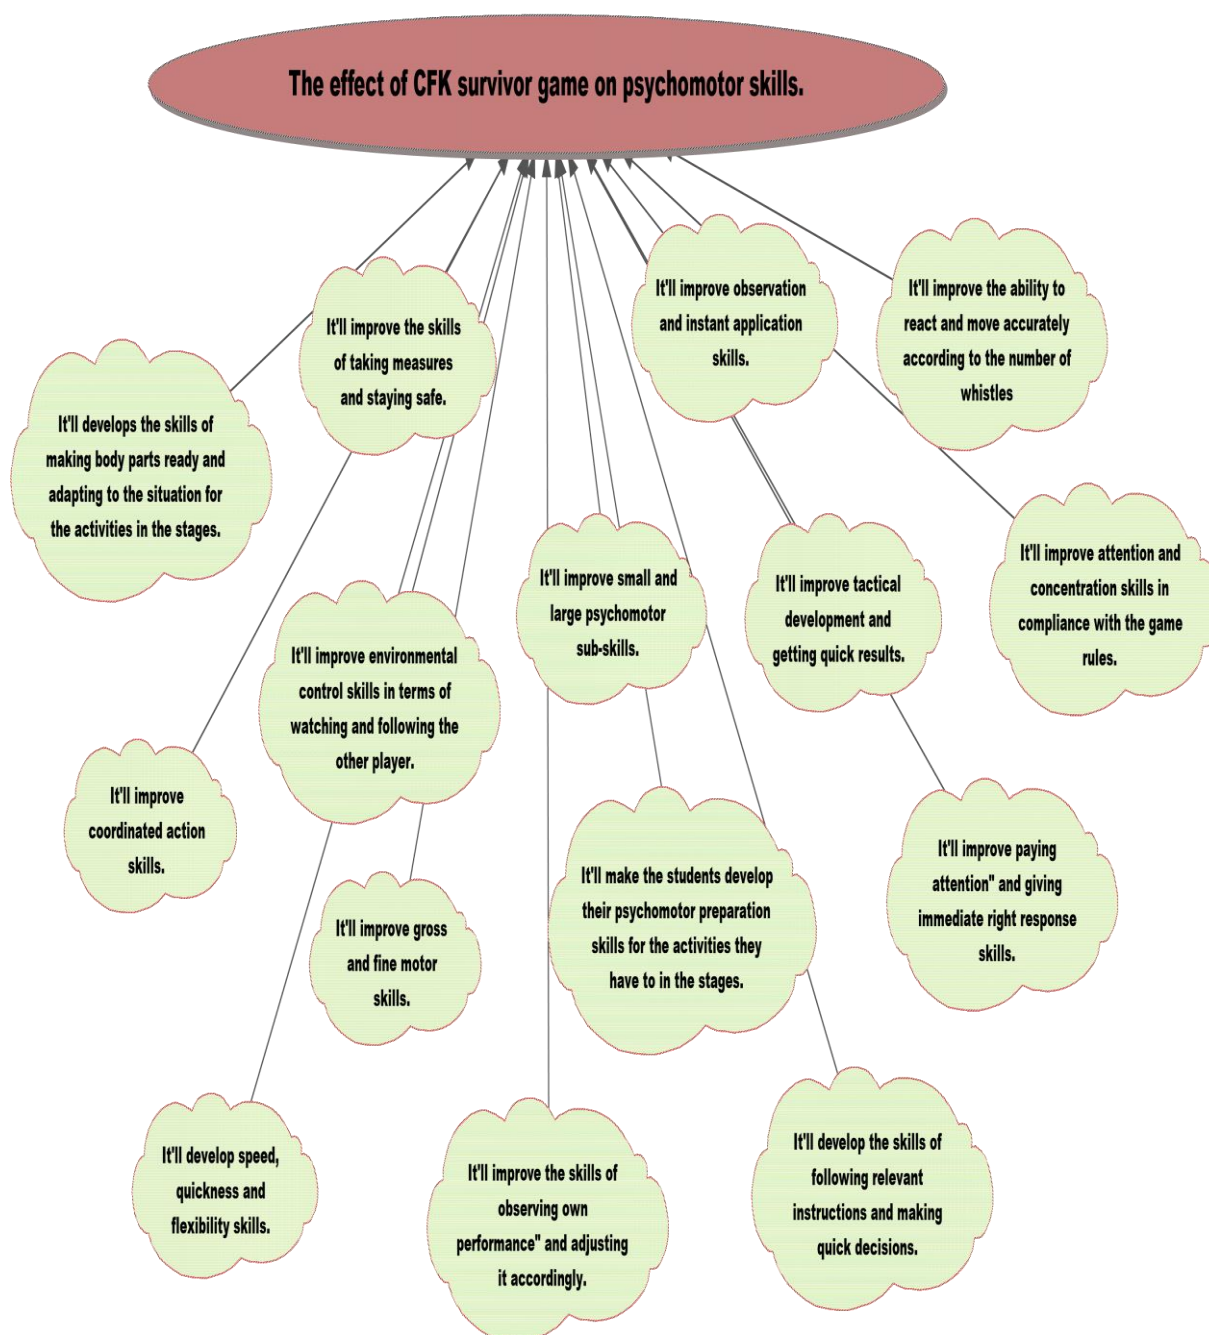 The effect of CFK survivor game on psychomotor skills.
It'll improve observation
and instant application
skills.
It'll improve the ability to
react and move accurately
according to the number of
whistles
It'll improve the skills
of taking measures
and staying safe.
It'll develops the skills of
making body parts ready and
adapting to the situation for
the activities in the stages.
It'll improve small and
large psychomotor
sub-skills.
It'll improve tactical
development and
getting quick results.
It'll improve attention and
concentration skills in
compliance with the game
rules.
It'll improve environmental
control skills in terms of
watching and following the
other player.
It'll improve
coordinated action
skills.
It'll improve gross
and fine motor
skills.
It'll make the students develop
their psychomotor preparation
skills for the activities they
have to in the stages.
It'll improve paying
attention" and giving
immediate right response
skills.
It'll develop speed,
quickness and
flexibility skills.
It'll improve the skills of
observing own
performance" and adjusting
it accordingly.
It'll develop the skills of
following relevant
instructions and making
quick decisions.